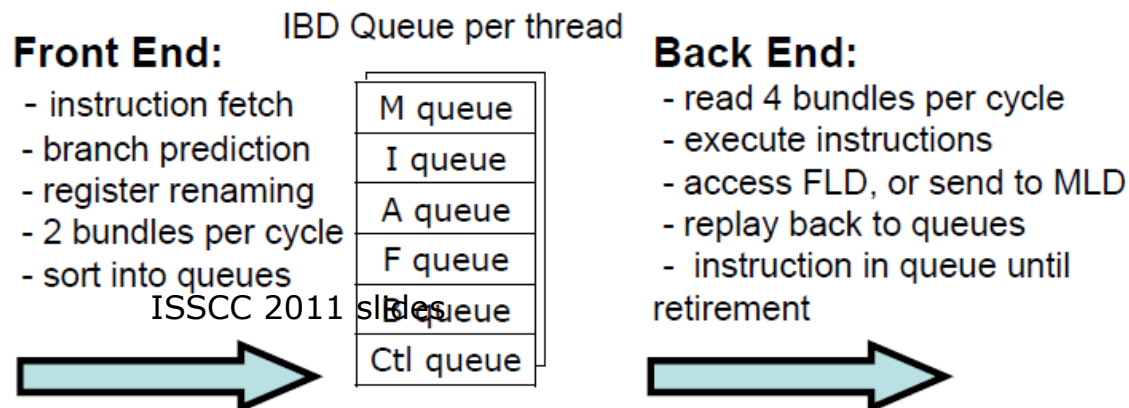 IBD Queue per thread
Front End:
- instruction fetch
- branch prediction
- register renaming
- 2 bundles per cycle
- sort into queues
ISSCC 2011 slides
M queue
I queue
A queue
F queue
B queue
Ctl queue
Back End:
- read 4 bundles per cycle
- execute instructions
- access FLD, or send to MLD
- replay back to queues
- instruction in queue until
retirement